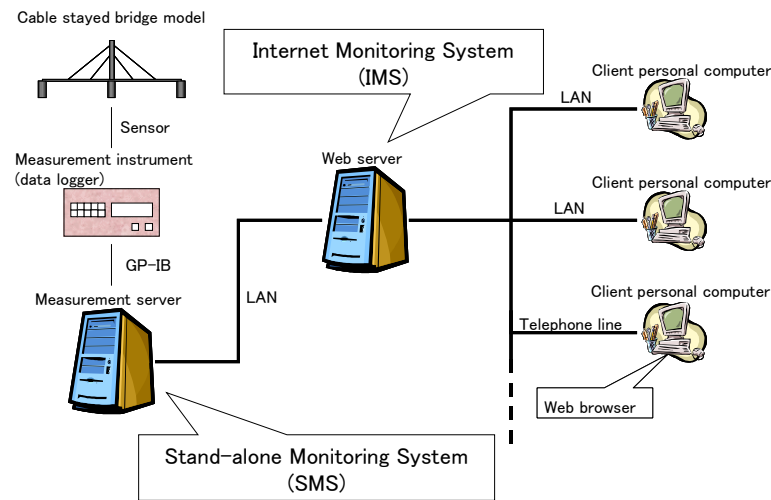 Cable stayed bridge model
Sensor
Measurement instrument
(data logger)
GP-IB
Measurement server
LAN
Stand-alone Monitoring System
(SMS)
Internet Monitoring System
(IMS)
Web server
Client personal computer
LAN
Client personal computer
LAN
Client personal computer
Telephone line
Web browser